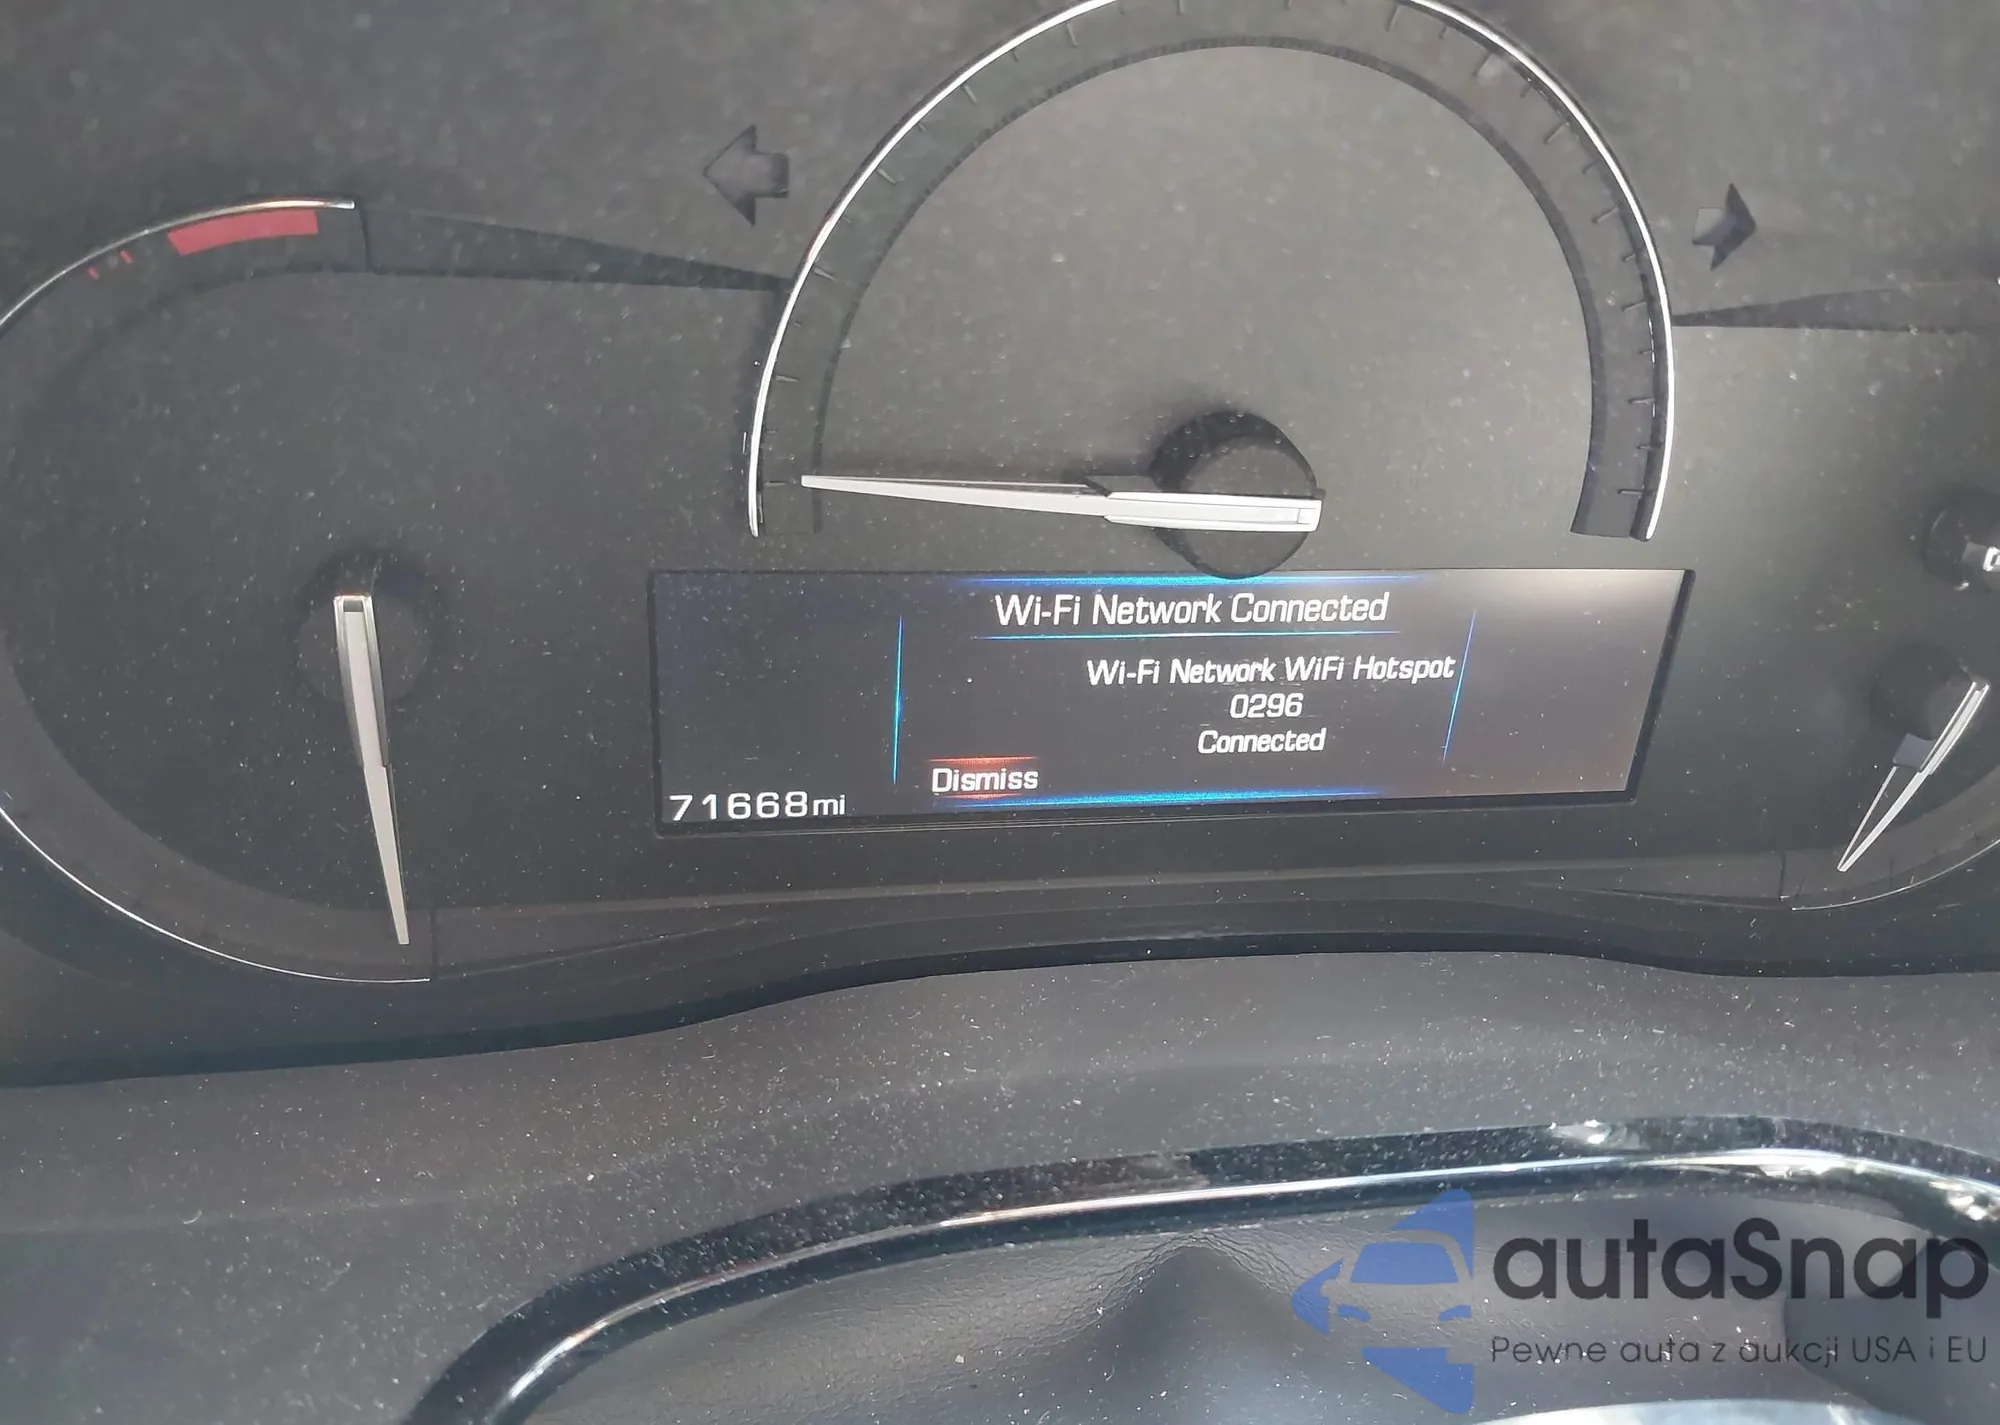 Wi-Fi Network Connected
Wi-Fi Network WiFi Hotspot
0296
Connected
Dismiss
71668mi
autaSnap
Pewne auta z aukcji USA i EU